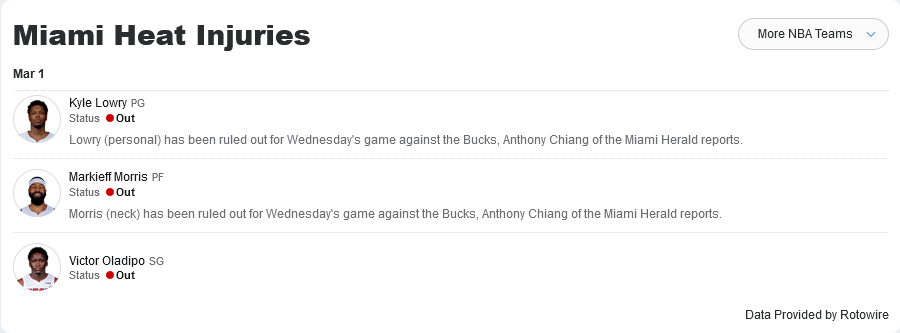 Miami Heat Injuries
More NBA Teams
Mar 1
Kyle Lowry PG
Status Out
Lowry (personal) has been ruled out for Wednesday's game against the Bucks, Anthony Chiang of the Miami Herald reports.
Markieff Morris PF
Status Out
Morris (neck) has been ruled out for Wednesday's game against the Bucks, Anthony Chiang of the Miami Herald reports.
Victor Oladipo SG
Status Out
Data Provided by Rotowire